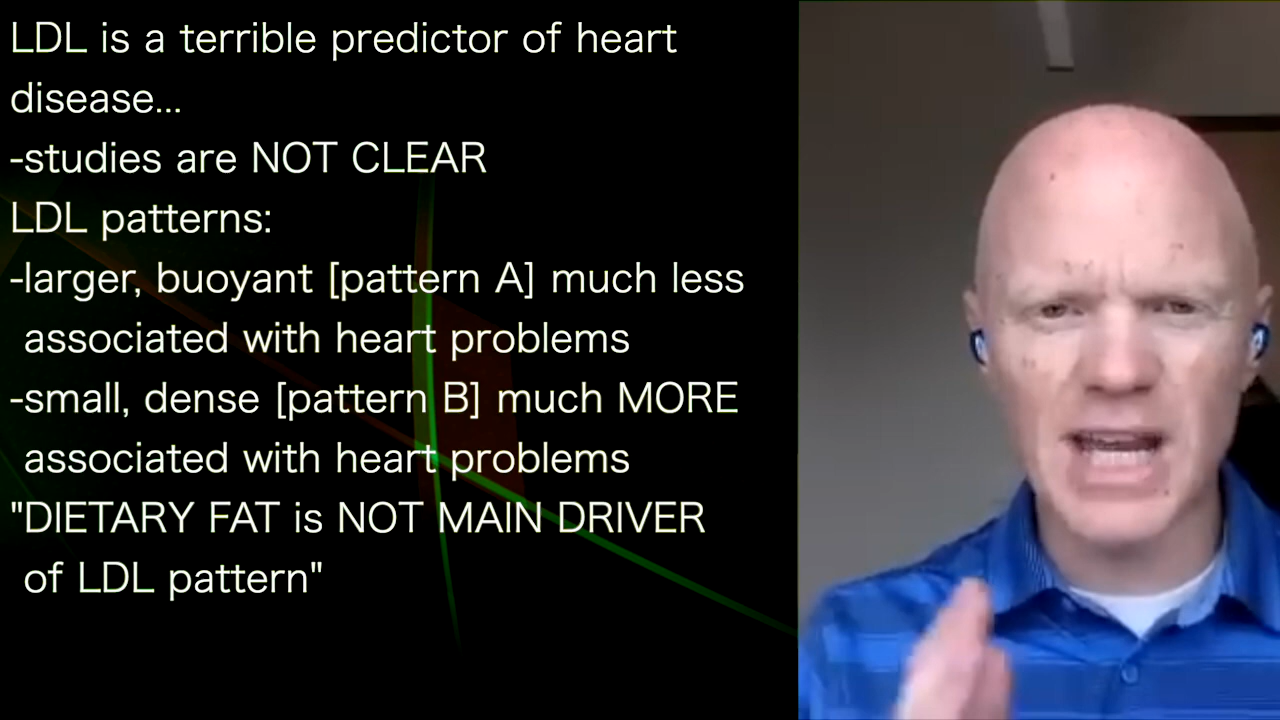 LDL is a terrible predictor of heart
disease...
-studies are NOT CLEAR
LDL patterns:
-larger, buoyant [pattern A] much less
associated with heart problems
-small, dense [pattern B] much MORE
associated with heart problems
"DIETARY FAT is NOT MAIN DRIVER
of LDL pattern"